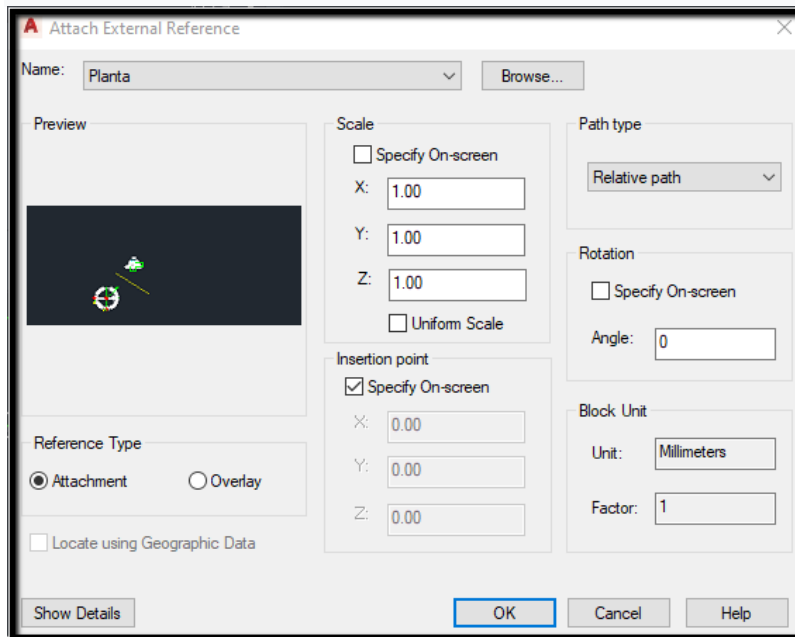 Attach External Reference
Name:
Planta
Browse...
Preview
Scale
Specify On-screen
X:
1.00
Y:
1.00
Z:
1.00
Uniform Scale
Path type
Relative path
Rotation
Specify On-screen
Angle:
0
Insertion point
Specify On-screen
X:
0.00
Y:
0.00
Z:
0.00
Block Unit
Unit:
Millimeters
Factor:
1
Reference Type
Attachment
Overlay
Locate using Geographic Data
Show Details
OK
Cancel
Help